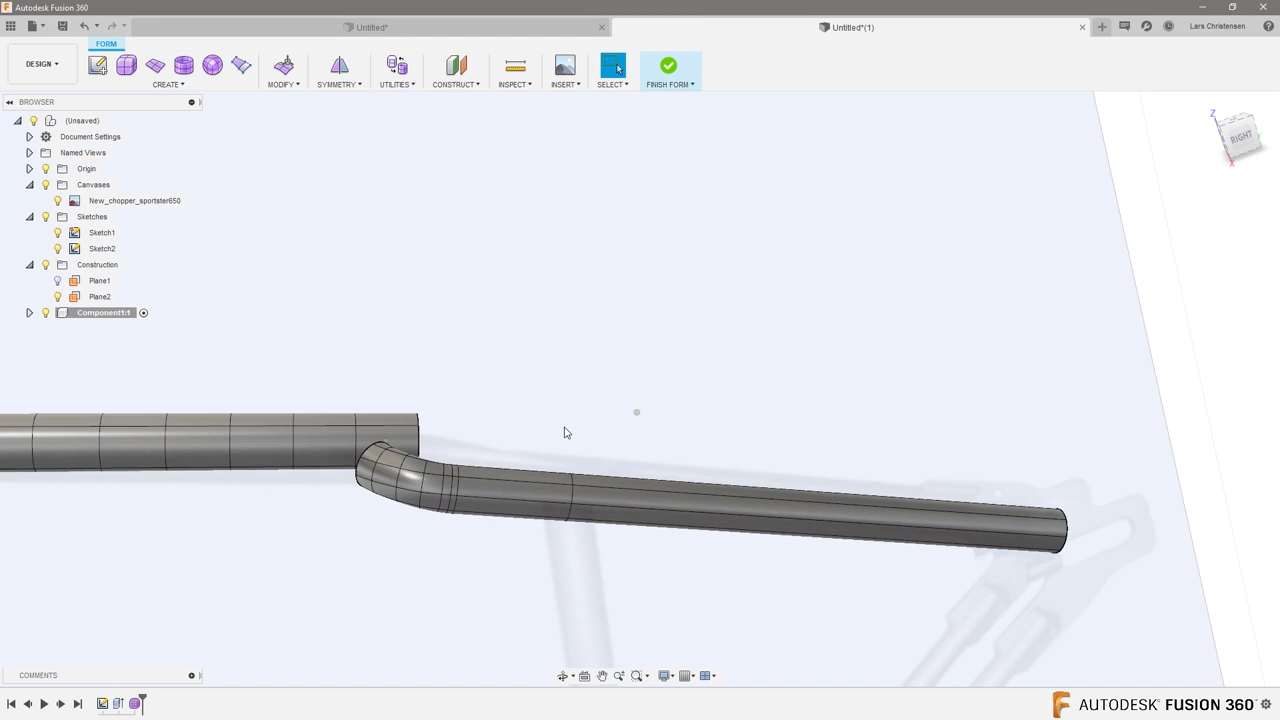 Autodesk Fusion 360
Untitled*
Untitled*(1)
Lars Christensen
FORM
DESIGN
CREATE
MODIFY
SYMMETRY
UTILITIES
CONSTRUCT
INSPECT
INSERT
SELECT
FINISH FORM
BROWSER
(Unsaved)
Document Settings
Named Views
Origin
Canvases
New_chopper_sportster650
Sketches
Sketch1
Sketch2
Construction
Plane1
Plane2
Component1:1
Z
RIGHT
X
COMMENTS
AUTODESK® FUSION 360™